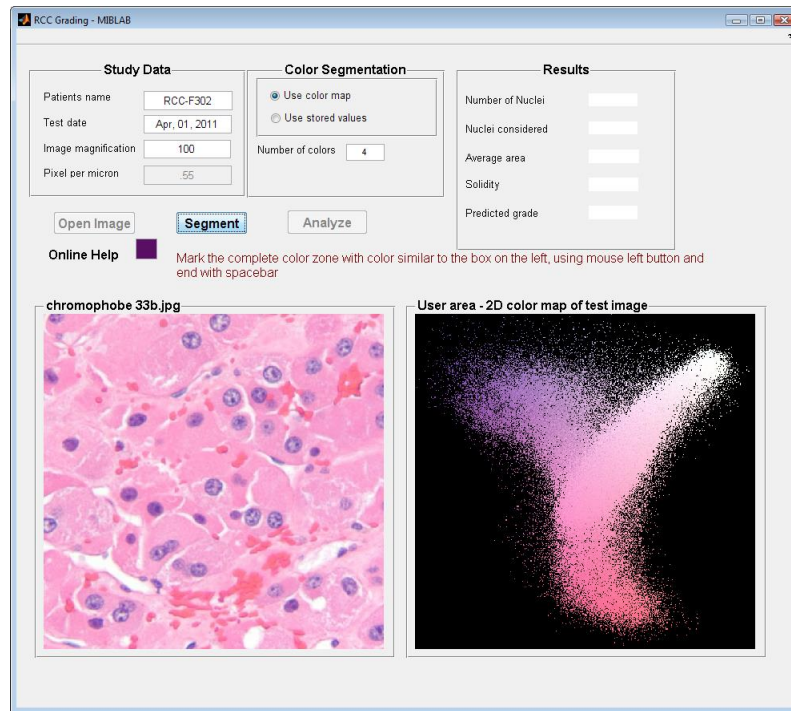 RCC Grading - MIBLAB
Study Data
Patients name RCC-F302
Test date Apr, 01, 2011
Image magnification 100
Pixel per micron .55
Color Segmentation
Use color map
Use stored values
Number of colors 4
Results
Number of Nuclei
Nuclei considered
Average area
Solidity
Predicted grade
Open Image Segment Analyze
Online Help
Mark the complete color zone with color similar to the box on the left, using mouse left button and
end with spacebar
chromophobe 33b.jpg
User area - 2D color map of test image